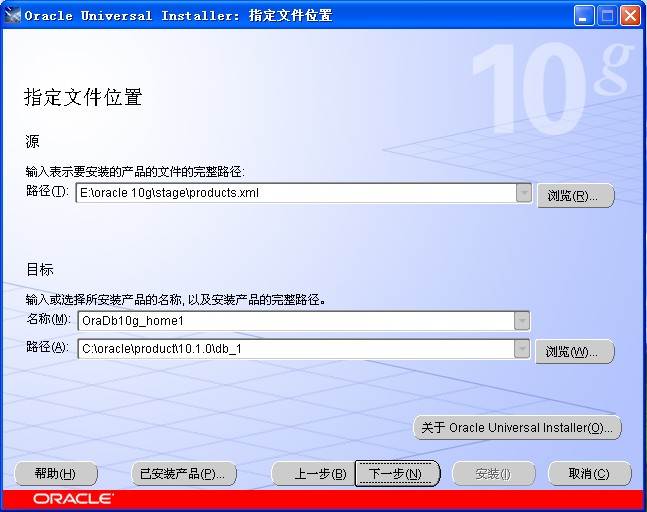 Oracle Universal Installer: 指定文件位置
10g
指定文件位置
源
输入表示要安装的产品的文件的完整路径:
路径(T): E:\oracle 10g\stage\products.xml 浏览(R)...
目标
输入或选择所安装产品的名称, 以及安装产品的完整路径。
名称(M): OraDb10g_home1
路径(A): C:\oracle\product\10.1.0\db_1 浏览(W)...
关于 Oracle Universal Installer(O)...
帮助(H) 已安装产品(P)... 上一步(B) 下一步(N) 安装(I) 取消(C)
ORACLE